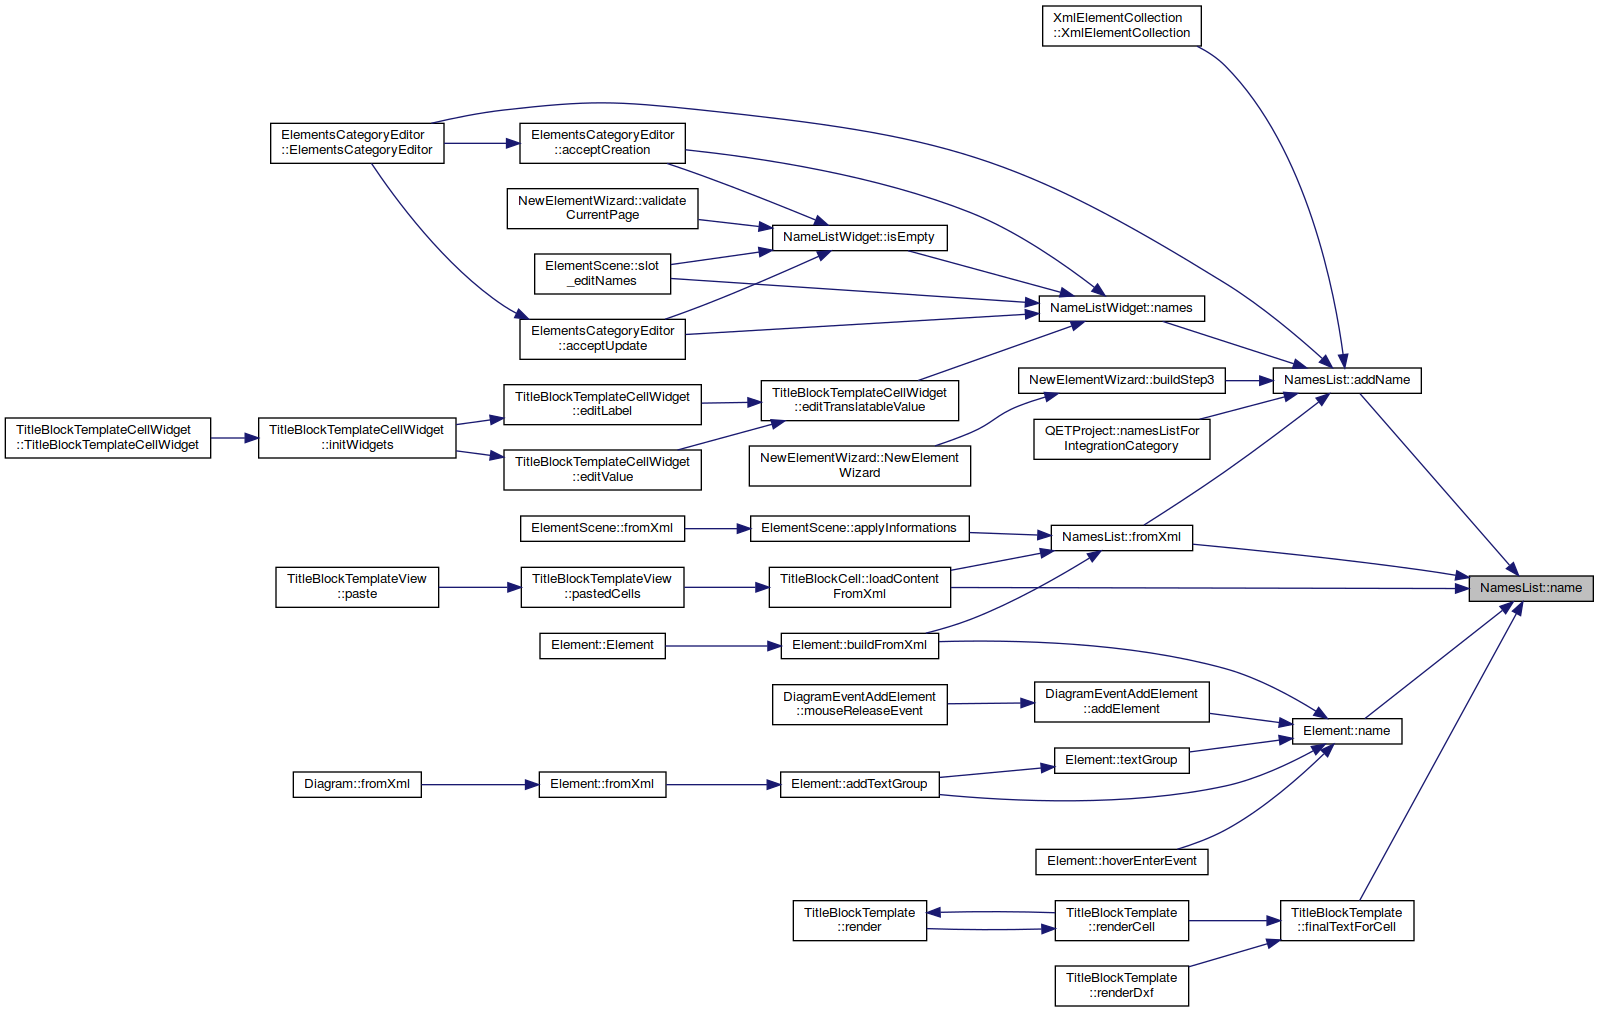 XmlElementCollection
::XmlElementCollection
ElementsCategoryEditor
::ElementsCategoryEditor
ElementsCategoryEditor
::acceptCreation
NewElementWizard::validate
CurrentPage
NameListWidget::isEmpty
ElementScene::slot
_editNames
NameListWidget::names
ElementsCategoryEditor
::acceptUpdate
NewElementWizard::buildStep3
NamesList::addName
TitleBlockTemplateCellWidget
::editLabel
TitleBlockTemplateCellWidget
::editTranslatableValue
TitleBlockTemplateCellWidget
::TitleBlockTemplateCellWidget
TitleBlockTemplateCellWidget
::initWidgets
QETProject::namesListFor
IntegrationCategory
TitleBlockTemplateCellWidget
::editValue
NewElementWizard::NewElement
Wizard
ElementScene::fromXml
ElementScene::applyInformations
NamesList::fromXml
TitleBlockTemplateView
::paste
TitleBlockTemplateView
::pastedCells
TitleBlockCell::loadContent
FromXml
NamesList::name
Element::Element
Element::buildFromXml
DiagramEventAddElement
::mouseReleaseEvent
DiagramEventAddElement
::addElement
Element::name
Element::textGroup
Diagram::fromXml
Element::fromXml
Element::addTextGroup
Element::hoverEnterEvent
TitleBlockTemplate
::render
TitleBlockTemplate
::renderCell
TitleBlockTemplate
::finalTextForCell
TitleBlockTemplate
::renderDxf